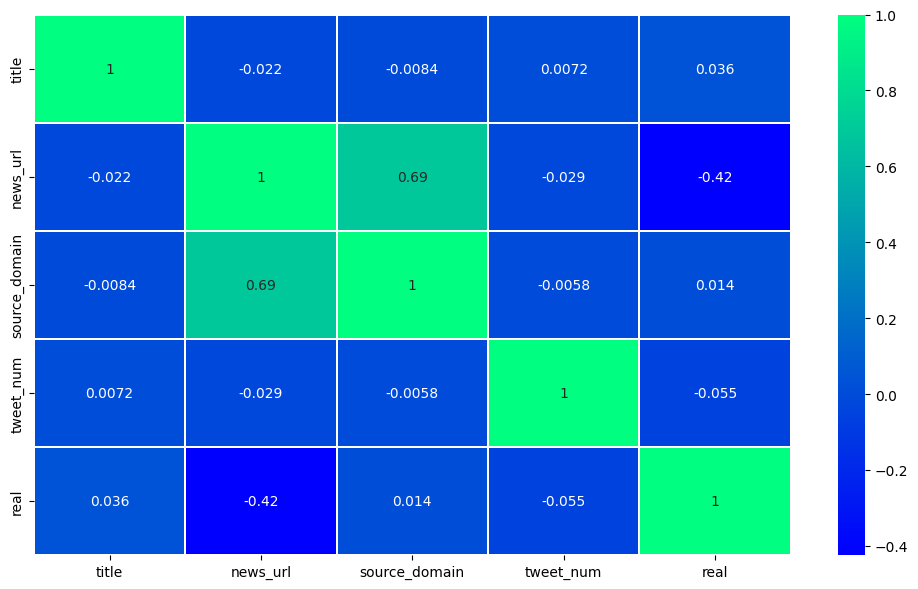 title 1 -0.022 -0.0084 0.0072 0.036
news_url -0.022 1 0.69 -0.029 -0.42
source_domain -0.0084 0.69 1 -0.0058 0.014
tweet_num 0.0072 -0.029 -0.0058 1 -0.055
real 0.036 -0.42 0.014 -0.055 1
title news_url source_domain tweet_num real
1.0
0.8
0.6
0.4
0.2
0.0
−0.2
−0.4